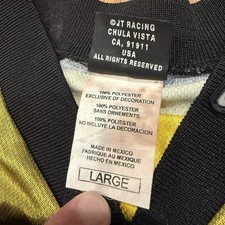 ©JT RACING
CHULA VISTA
CA, 91911
USA
ALL RIGHTS RESERVED
100% POLYESTER
EXCLUSIVE OF DECORATION
100% POLYESTER
SANS ORNEMENTS
100% POLIESTER
NO INCLUYE LA DECORACION
MADE IN MEXICO
FABRIQUE AU MEXIQUE
HECHO EN MEXICO
LARGE